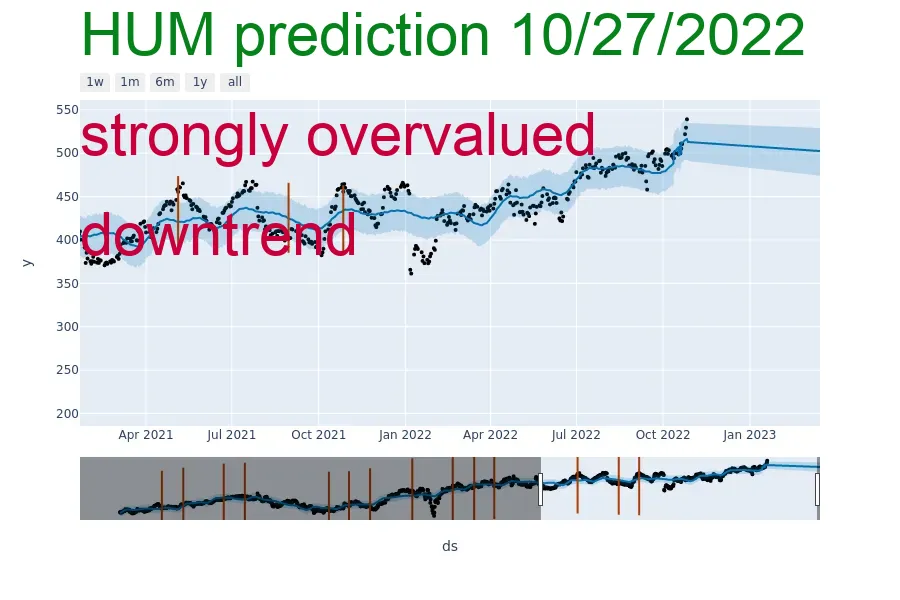 HUM prediction 10/27/2022
1w 1m 6m 1y all
strongly overvalued
downtrend
550
500
450
400
350
300
250
200
y
Apr 2021 Jul 2021 Oct 2021 Jan 2022 Apr 2022 Jul 2022 Oct 2022 Jan 2023
ds